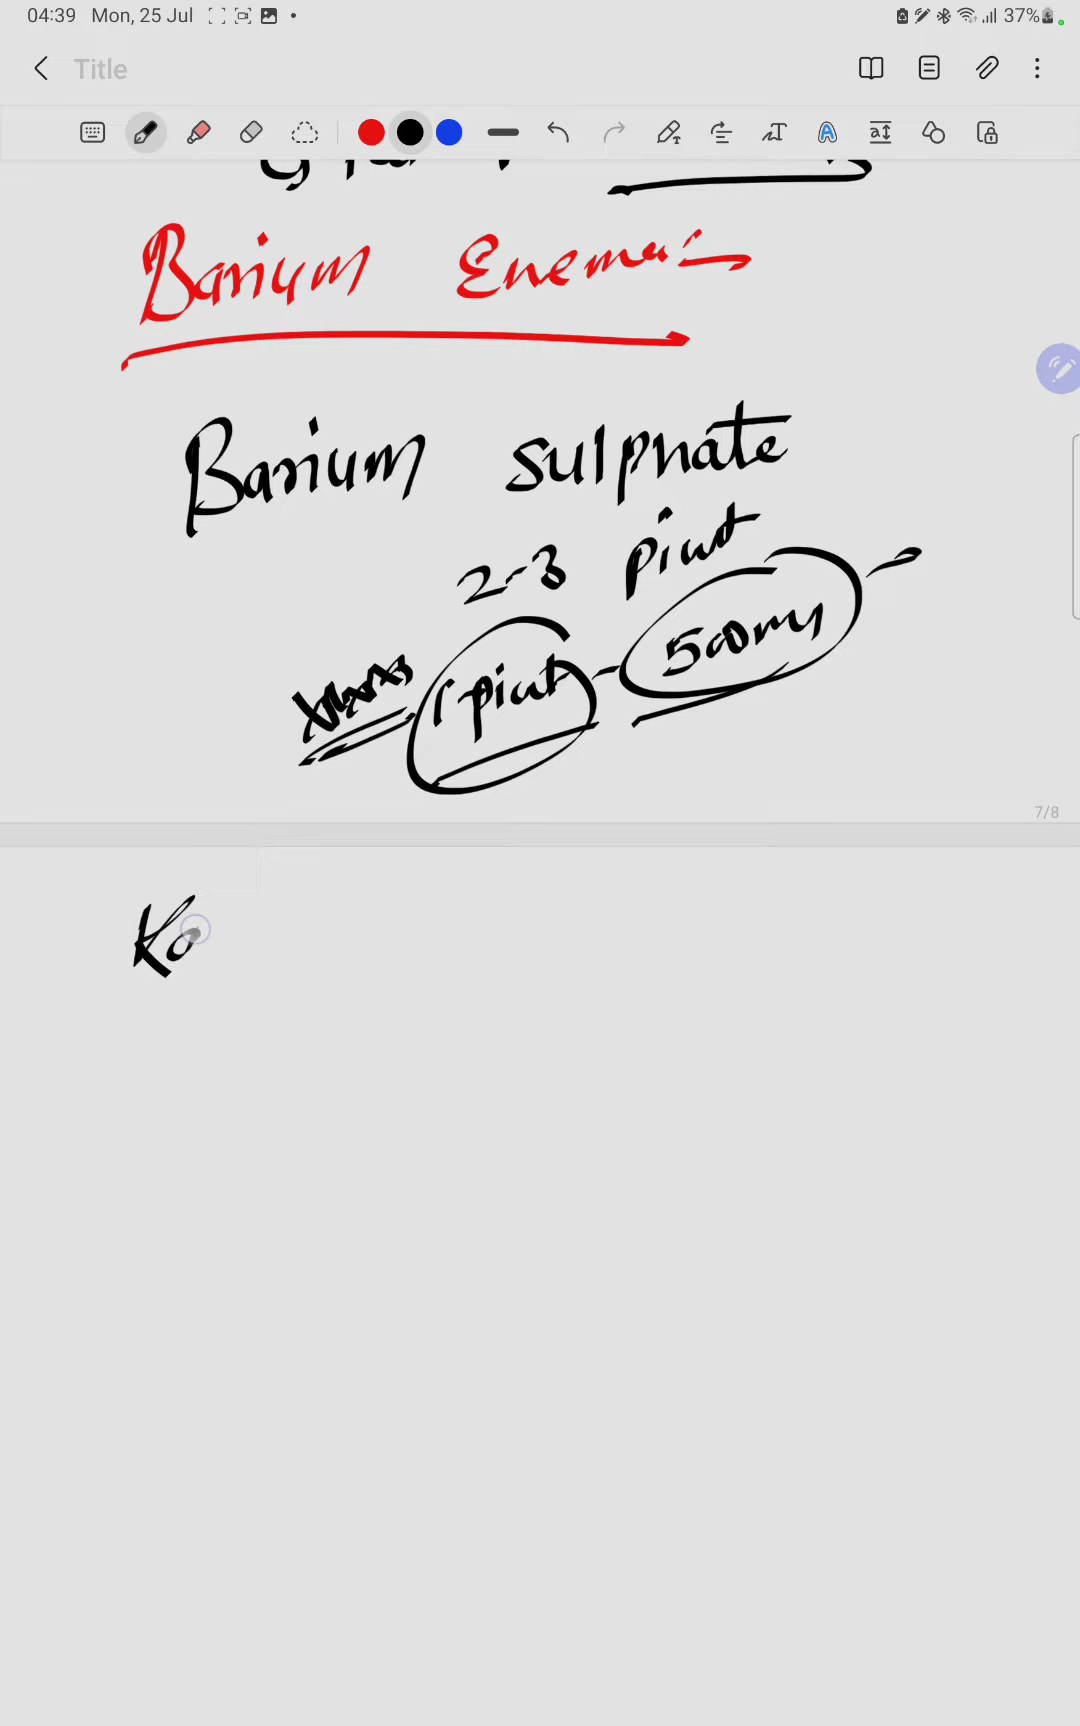 04:39 Mon, 25 Jul 37%
Title
a
Barium Enema:-
Barium sulphate
2-3 pint
1 pint - 500ml -
7/8
Ko